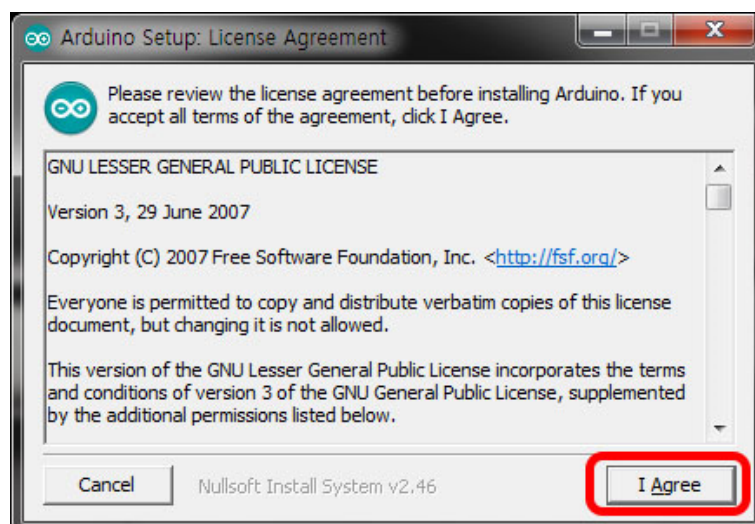 Arduino Setup: License Agreement
Please review the license agreement before installing Arduino. If you
accept all terms of the agreement, click I Agree.
GNU LESSER GENERAL PUBLIC LICENSE
Version 3, 29 June 2007
Copyright (C) 2007 Free Software Foundation, Inc. <http://fsf.org/>
Everyone is permitted to copy and distribute verbatim copies of this license
document, but changing it is not allowed.
This version of the GNU Lesser General Public License incorporates the terms
and conditions of version 3 of the GNU General Public License, supplemented
by the additional permissions listed below.
Cancel
Nullsoft Install System v2.46
I Agree